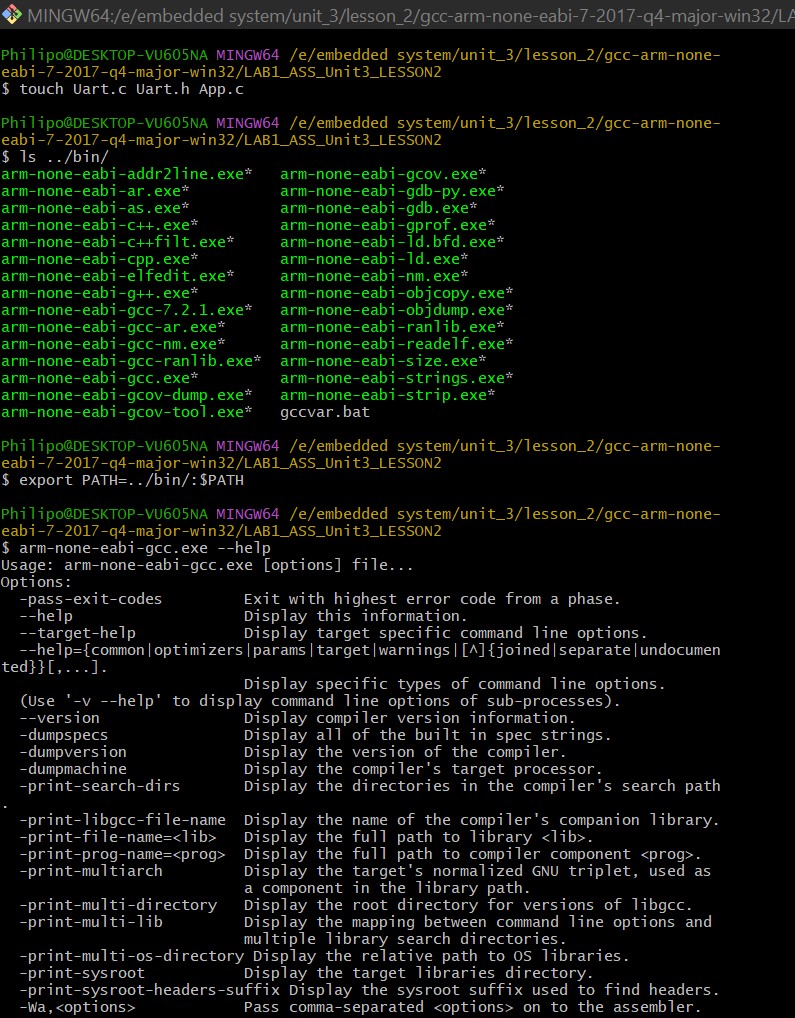 MINGW64:/e/embedded system/unit_3/lesson_2/gcc-arm-none-eabi-7-2017-q4-major-win32/LA
Philipo@DESKTOP-VU605NA MINGW64 /e/embedded system/unit_3/lesson_2/gcc-arm-none-
eabi-7-2017-q4-major-win32/LAB1_ASS_Unit3_LESSON2
$ touch Uart.c Uart.h App.c
Philipo@DESKTOP-VU605NA MINGW64 /e/embedded system/unit_3/lesson_2/gcc-arm-none-
eabi-7-2017-q4-major-win32/LAB1_ASS_Unit3_LESSON2
$ ls ../bin/
arm-none-eabi-addr2line.exe*   arm-none-eabi-gcov.exe*
arm-none-eabi-ar.exe*          arm-none-eabi-gdb-py.exe*
arm-none-eabi-as.exe*          arm-none-eabi-gdb.exe*
arm-none-eabi-c++.exe*         arm-none-eabi-gprof.exe*
arm-none-eabi-c++filt.exe*     arm-none-eabi-ld.bfd.exe*
arm-none-eabi-cpp.exe*         arm-none-eabi-ld.exe*
arm-none-eabi-elfedit.exe*     arm-none-eabi-nm.exe*
arm-none-eabi-g++.exe*         arm-none-eabi-objcopy.exe*
arm-none-eabi-gcc-7.2.1.exe*   arm-none-eabi-objdump.exe*
arm-none-eabi-gcc-ar.exe*      arm-none-eabi-ranlib.exe*
arm-none-eabi-gcc-nm.exe*      arm-none-eabi-readelf.exe*
arm-none-eabi-gcc-ranlib.exe*  arm-none-eabi-size.exe*
arm-none-eabi-gcc.exe*         arm-none-eabi-strings.exe*
arm-none-eabi-gcov-dump.exe*   arm-none-eabi-strip.exe*
arm-none-eabi-gcov-tool.exe*   gccvar.bat
Philipo@DESKTOP-VU605NA MINGW64 /e/embedded system/unit_3/lesson_2/gcc-arm-none-
eabi-7-2017-q4-major-win32/LAB1_ASS_Unit3_LESSON2
$ export PATH=../bin/:$PATH
Philipo@DESKTOP-VU605NA MINGW64 /e/embedded system/unit_3/lesson_2/gcc-arm-none-
eabi-7-2017-q4-major-win32/LAB1_ASS_Unit3_LESSON2
$ arm-none-eabi-gcc.exe --help
Usage: arm-none-eabi-gcc.exe [options] file...
Options:
  -pass-exit-codes         Exit with highest error code from a phase.
  --help                   Display this information.
  --target-help            Display target specific command line options.
  --help={common|optimizers|params|target|warnings|[^]{joined|separate|undocumen
ted}}[,...].
                           Display specific types of command line options.
  (Use '-v --help' to display command line options of sub-processes).
  --version                Display compiler version information.
  -dumpspecs               Display all of the built in spec strings.
  -dumpversion             Display the version of the compiler.
  -dumpmachine             Display the compiler's target processor.
  -print-search-dirs       Display the directories in the compiler's search path
.
  -print-libgcc-file-name  Display the name of the compiler's companion library.
  -print-file-name=<lib>   Display the full path to library <lib>.
  -print-prog-name=<prog>  Display the full path to compiler component <prog>.
  -print-multiarch         Display the target's normalized GNU triplet, used as
                           a component in the library path.
  -print-multi-directory   Display the root directory for versions of libgcc.
  -print-multi-lib         Display the mapping between command line options and
                           multiple library search directories.
  -print-multi-os-directory Display the relative path to OS libraries.
  -print-sysroot           Display the target libraries directory.
  -print-sysroot-headers-suffix Display the sysroot suffix used to find headers.
  -Wa,<options>            Pass comma-separated <options> on to the assembler.